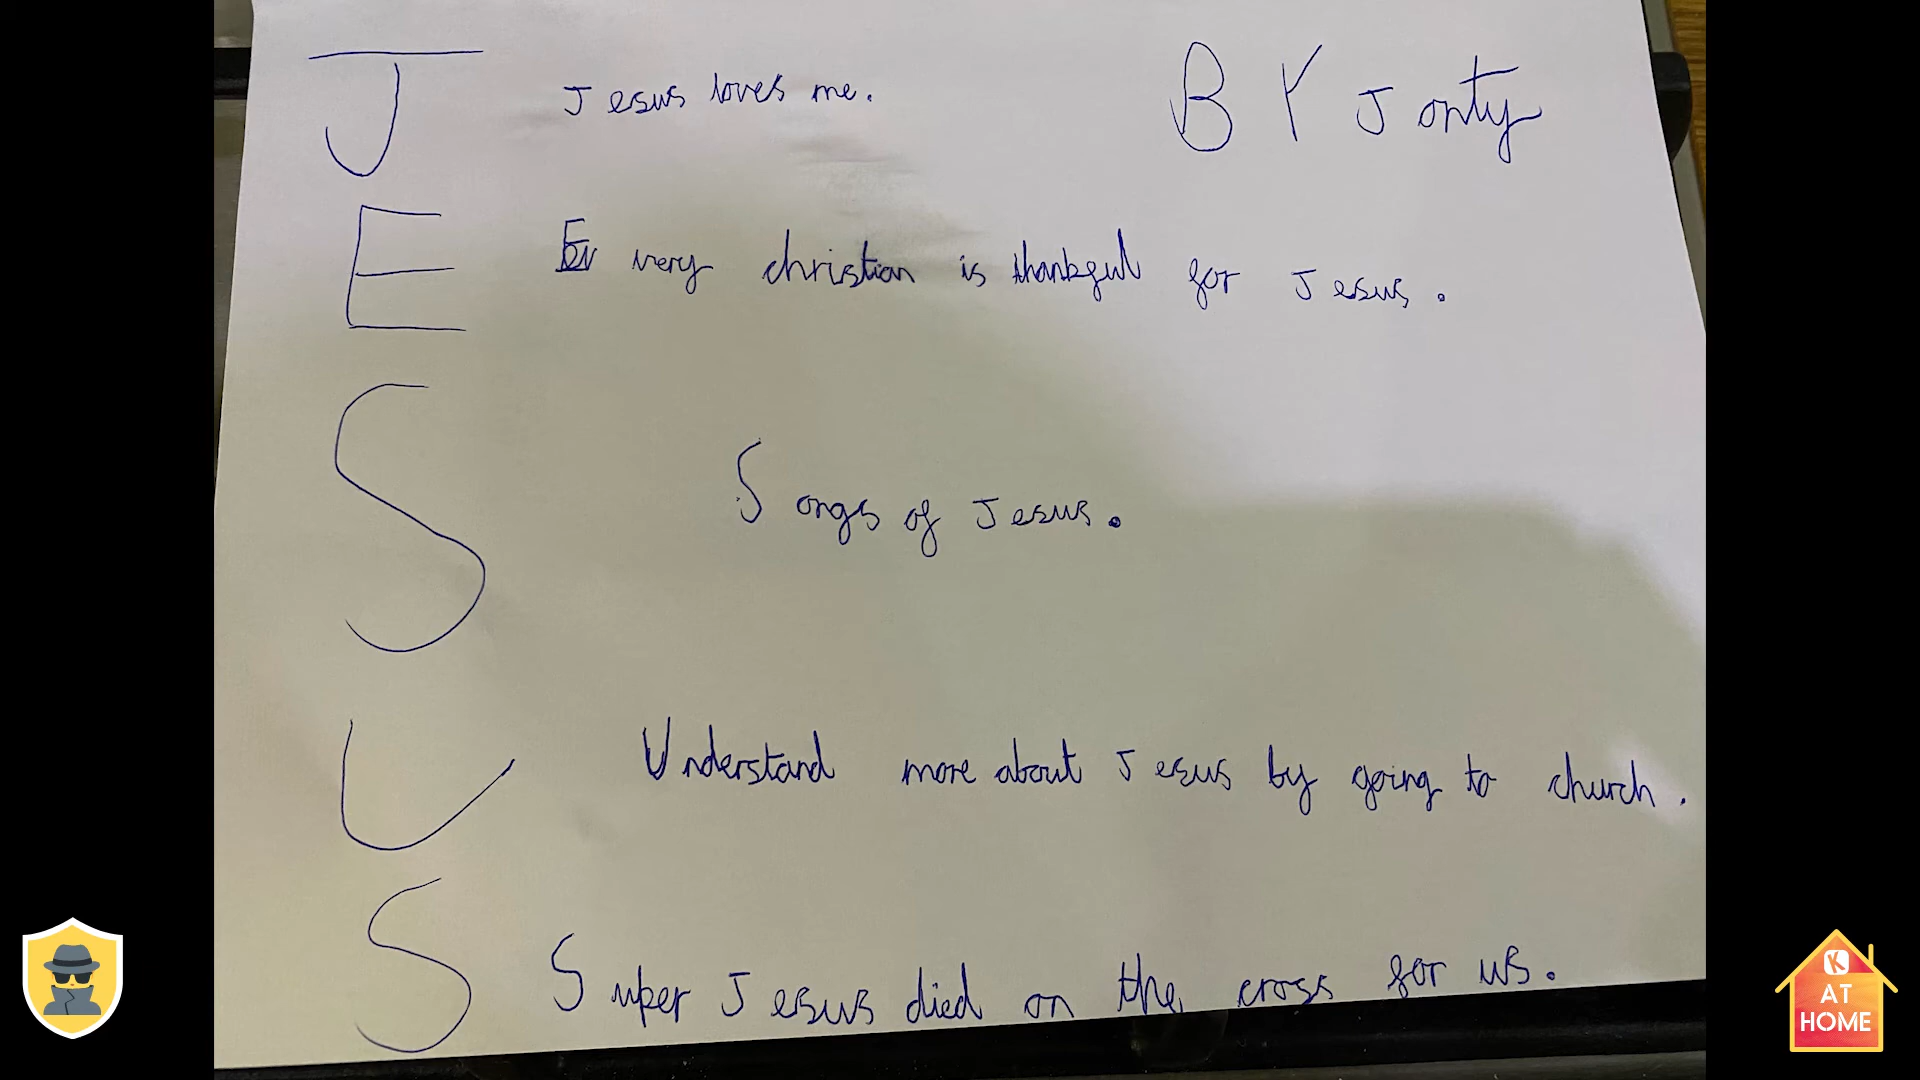 J Jesus loves me. BY Jonty
E Every christian is thankful for Jesus.
S Songs of Jesus.
U Understand more about Jesus by going to church.
S Super Jesus died on the cross for us.
K
AT
HOME